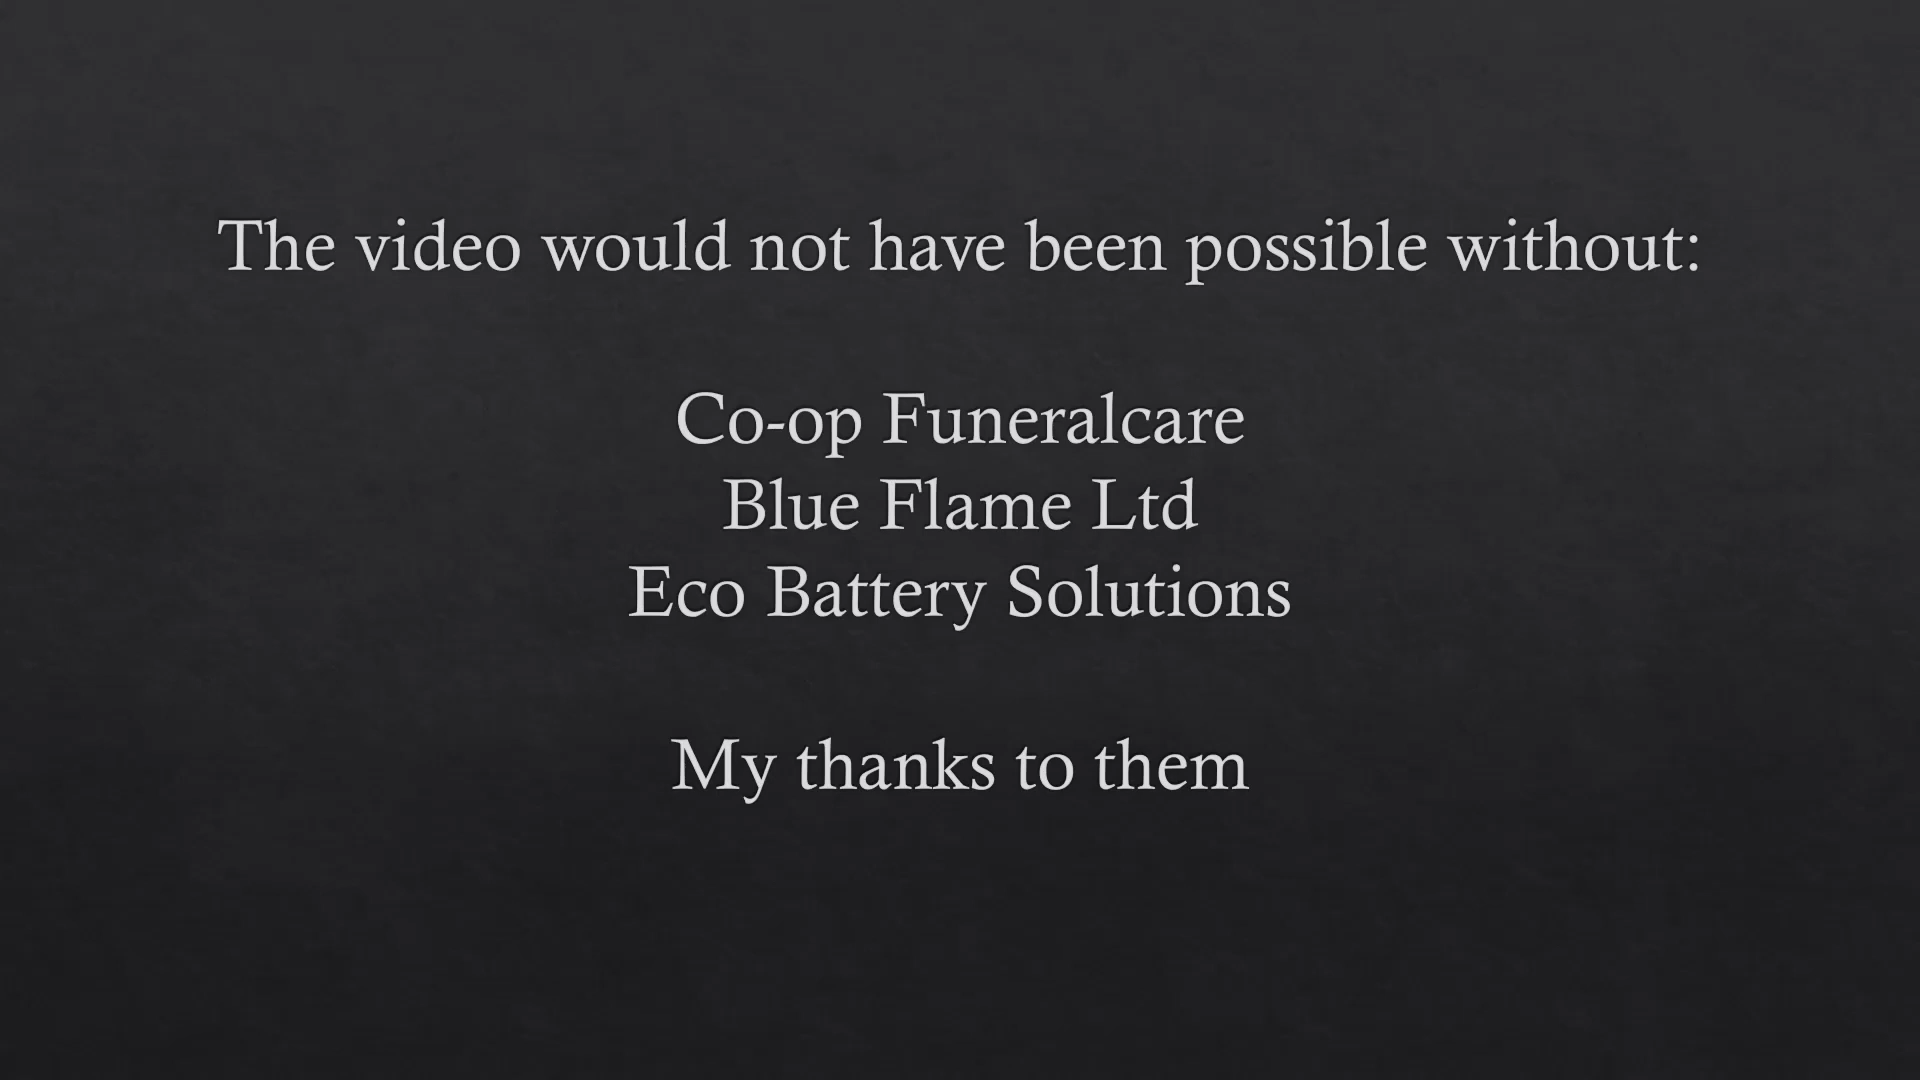 The video would not have been possible without:
Co-op Funeralcare
Blue Flame Ltd
Eco Battery Solutions
My thanks to them